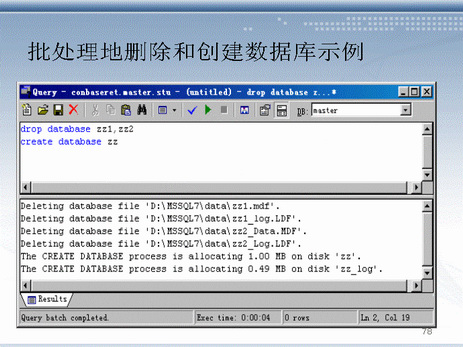 批处理地删除和创建数据库示例
Query - conbaseret.master.stu - (untitled) - drop database z...*
DB: master
drop database zz1,zz2
create database zz
Deleting database file 'D:\MSSQL7\data\zz1.mdf'.
Deleting database file 'D:\MSSQL7\data\zz1_log.LDF'.
Deleting database file 'D:\MSSQL7\data\zz2_Data.MDF'.
Deleting database file 'D:\MSSQL7\data\zz2_Log.LDF'.
The CREATE DATABASE process is allocating 1.00 MB on disk 'zz'.
The CREATE DATABASE process is allocating 0.49 MB on disk 'zz_log'.
Results
Query batch completed. Exec time: 0:00:04 0 rows Ln 2, Col 19
78